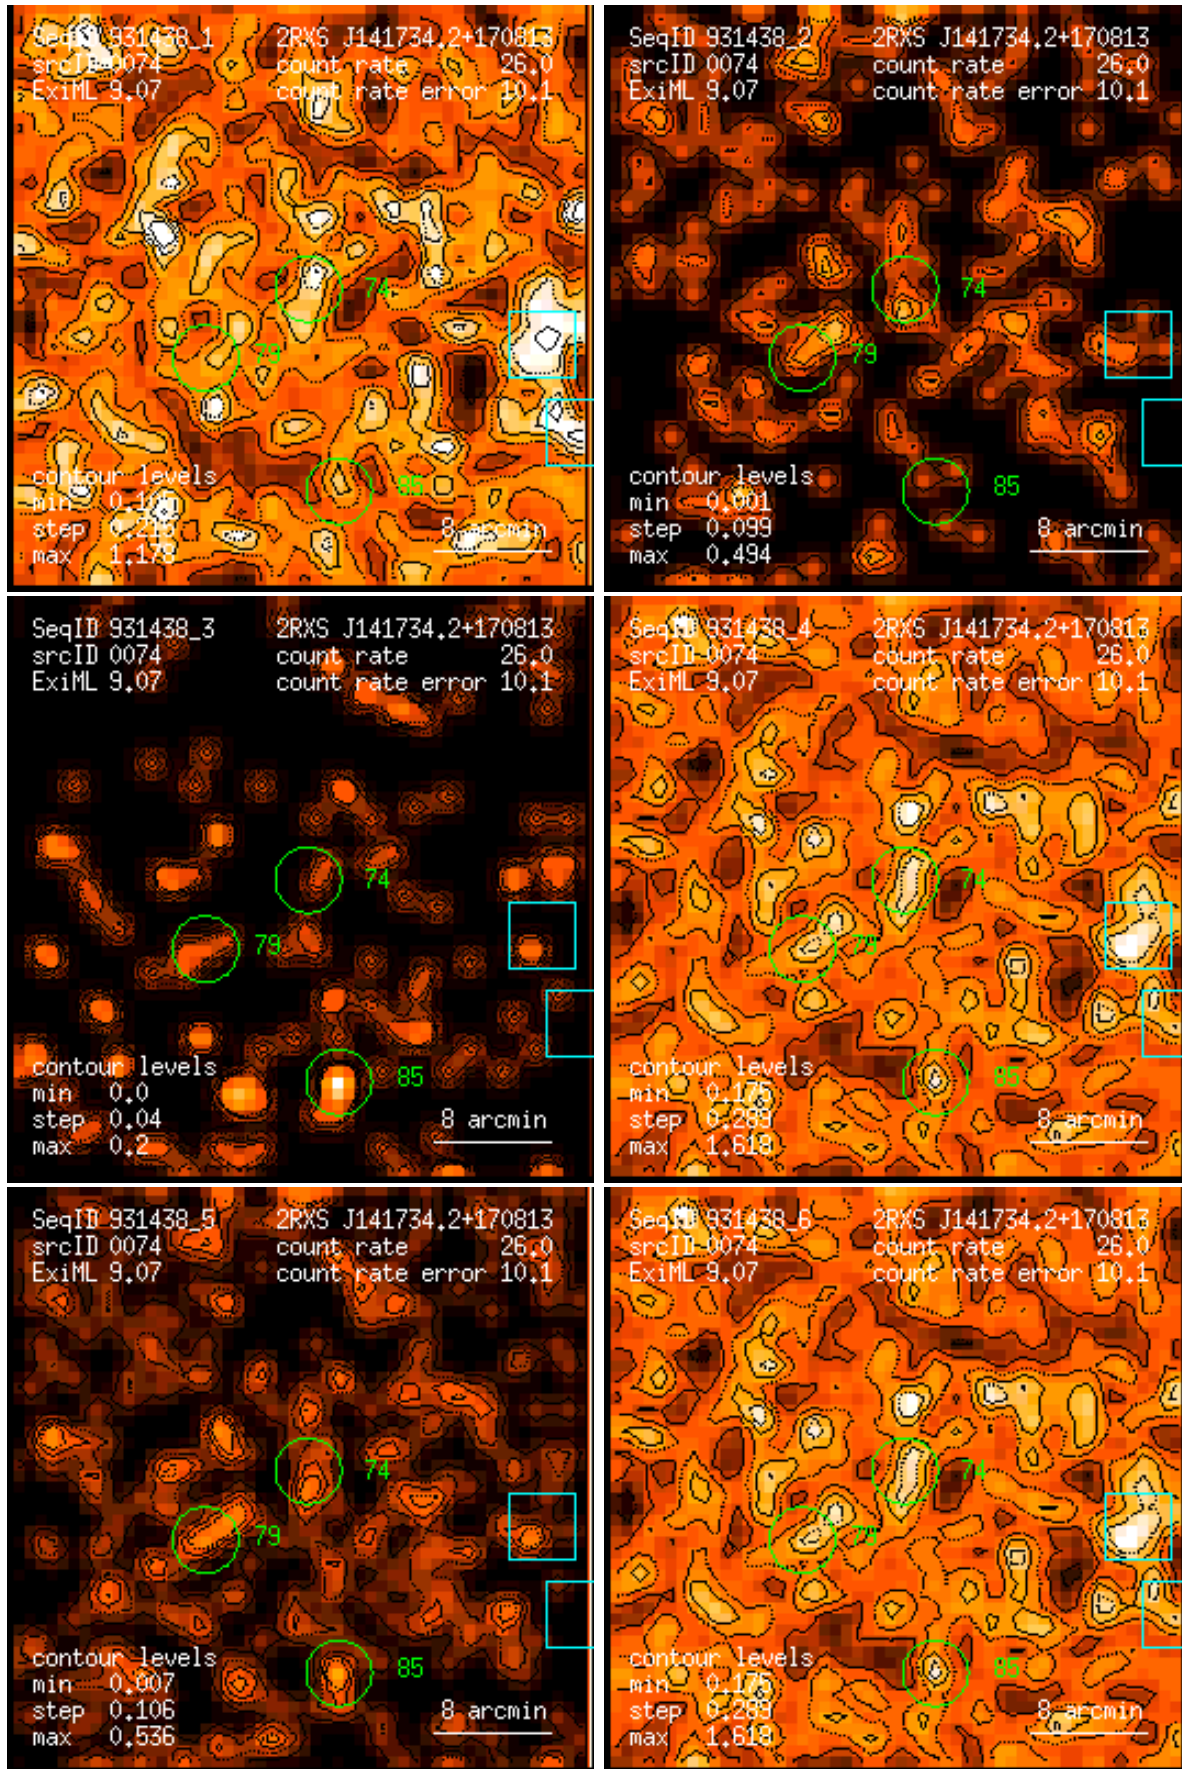 SeqID 931438_1 2RXS J141734.2+170813
srcID 0074 count rate 26.0
ExiML 9.07 count rate error 10.1
74
79
85
contour levels
min
step 0.215
max 1.178
8 arcmin
SeqID 931438_2 2RXS J141734.2+170813
srcID 0074 count rate 26.0
ExiML 9.07 count rate error 10.1
74
79
85
contour levels
min 0.001
step 0.099
max 0.494
8 arcmin
SeqID 931438_3 2RXS J141734.2+170813
srcID 0074 count rate 26.0
ExiML 9.07 count rate error 10.1
74
79
85
contour levels
min 0.0
step 0.04
max 0.2
8 arcmin
SeqID 931438_4 2RXS J141734.2+170813
srcID 0074 count rate 26.0
ExiML 9.07 count rate error 10.1
74
79
85
contour levels
min 0.175
step 0.289
max 1.618
8 arcmin
SeqID 931438_5 2RXS J141734.2+170813
srcID 0074 count rate 26.0
ExiML 9.07 count rate error 10.1
74
79
85
contour levels
min 0.007
step 0.106
max 0.536
8 arcmin
SeqID 931438_6 2RXS J141734.2+170813
srcID 0074 count rate 26.0
ExiML 9.07 count rate error 10.1
74
79
85
contour levels
min 0.175
step 0.289
max 1.618
8 arcmin